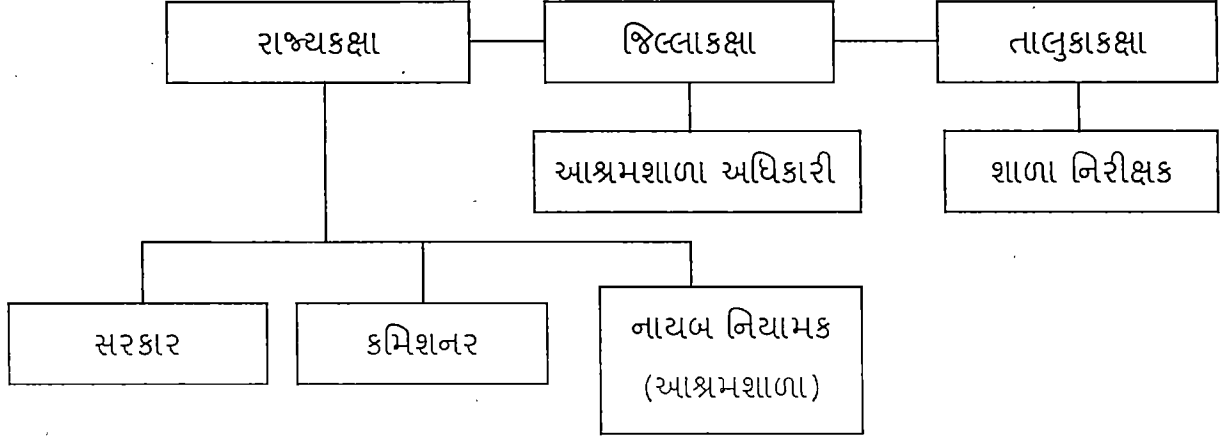 રાજ્યકક્ષા
જિલ્લાકક્ષા
તાલુકાકક્ષા
આશ્રમશાળા અધિકારી
શાળા નિરીક્ષક
સરકાર
કમિશનર
નાયબ નિયામક
(આશ્રમશાળા)